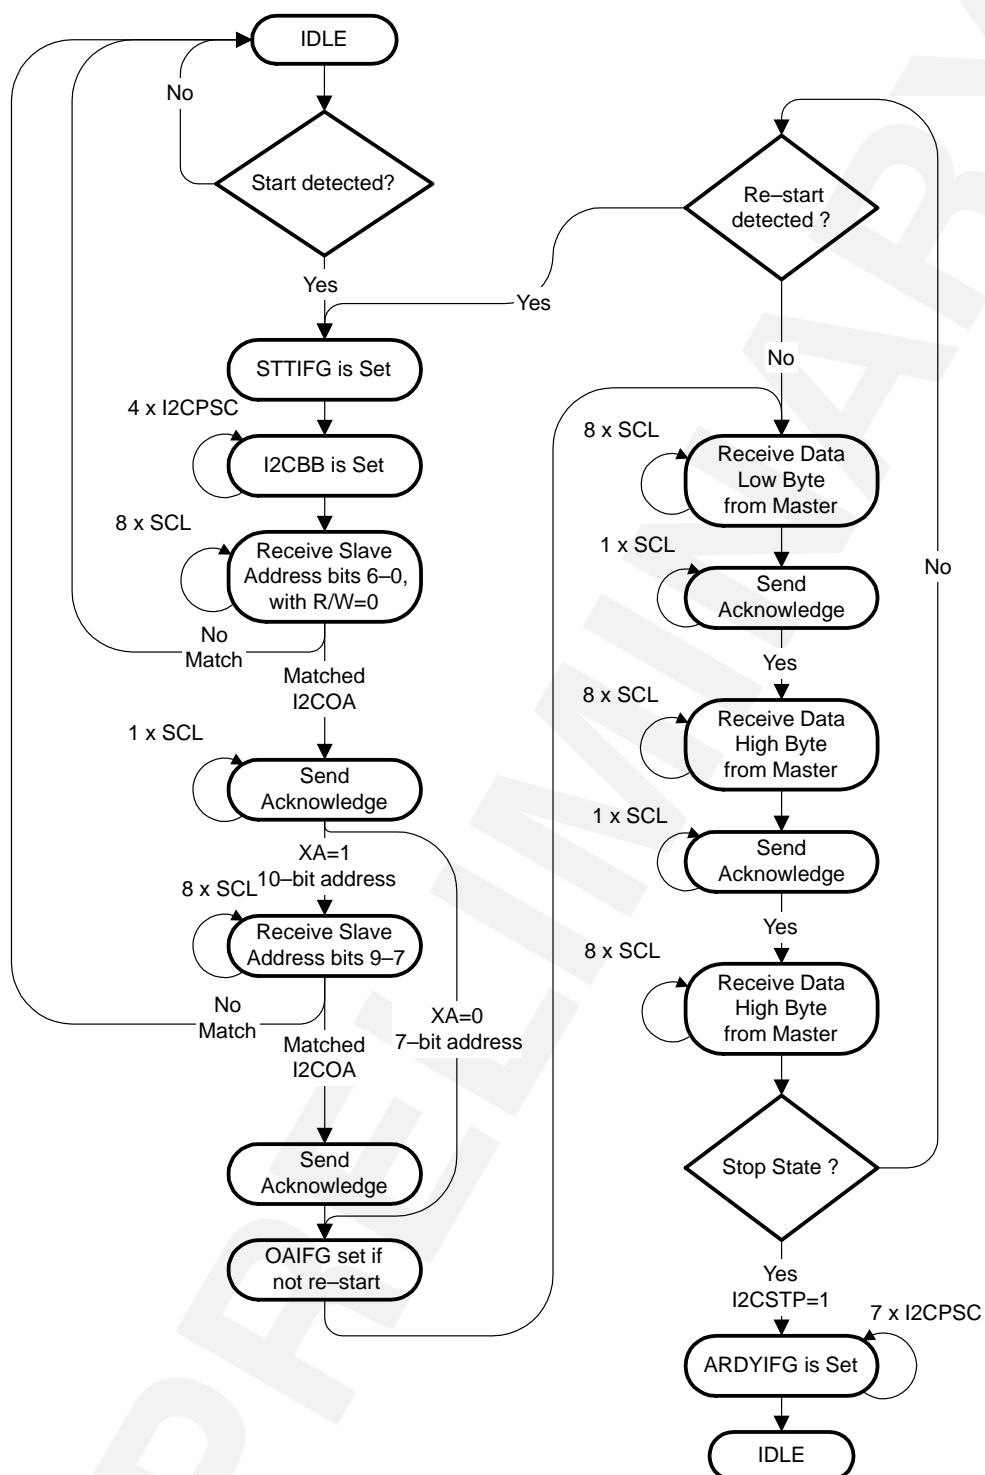 IDLE
No
Start detected?
Yes
STTIFG is Set
4 x I2CPSC
I2CBB is Set
8 x SCL
Receive Slave
Address bits 6–0,
with R/W=0
No
Match
Matched
I2COA
1 x SCL
Send
Acknowledge
XA=1
10–bit address
8 x SCL
Receive Slave
Address bits 9–7
No
Match
Matched
I2COA
XA=0
7–bit address
Send
Acknowledge
OAIFG set if
not re–start
Re–start
detected ?
Yes
No
8 x SCL
Receive Data
Low Byte
from Master
1 x SCL
Send
Acknowledge
Yes
8 x SCL
Receive Data
High Byte
from Master
1 x SCL
Send
Acknowledge
Yes
8 x SCL
Receive Data
High Byte
from Master
No
Stop State ?
Yes
I2CSTP=1
7 x I2CPSC
ARDYIFG is Set
IDLE
PRELIMINARY